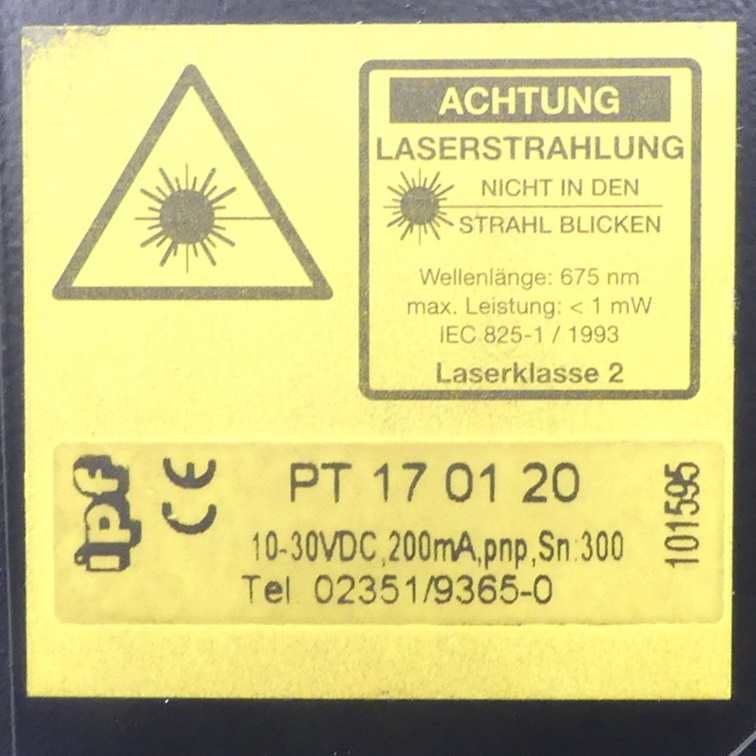 ACHTUNG
LASERSTRAHLUNG
NICHT IN DEN
STRAHL BLICKEN
Wellenlänge: 675 nm
max. Leistung: < 1 mW
IEC 825-1 / 1993
Laserklasse 2
ipf
CE
PT 17 01 20
10-30VDC,200mA,pnp,Sn:300
Tel. 02351/9365-0
101595